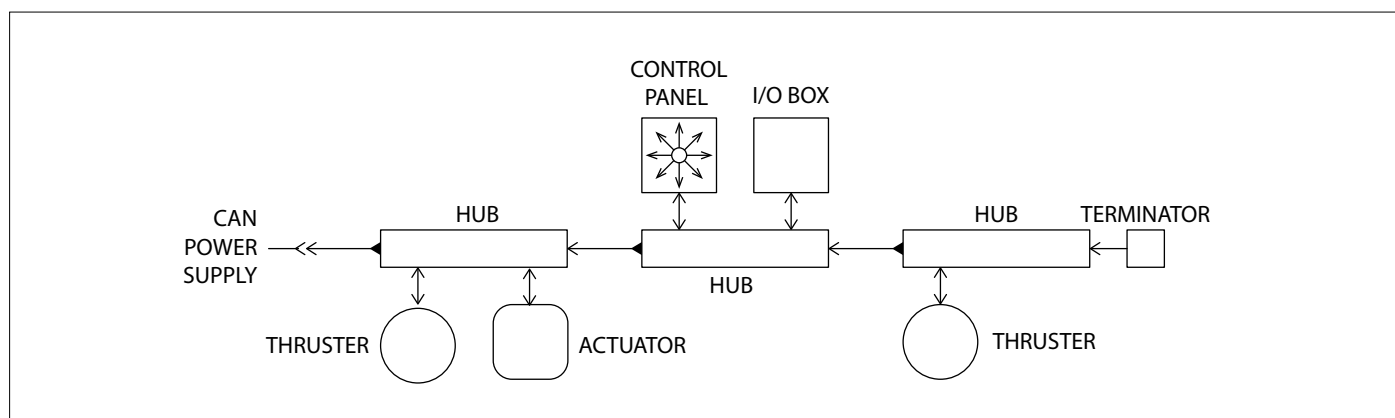 CONTROL
PANEL
I/O BOX
HUB
HUB
TERMINATOR
CAN
POWER
SUPPLY
HUB
THRUSTER
ACTUATOR
THRUSTER